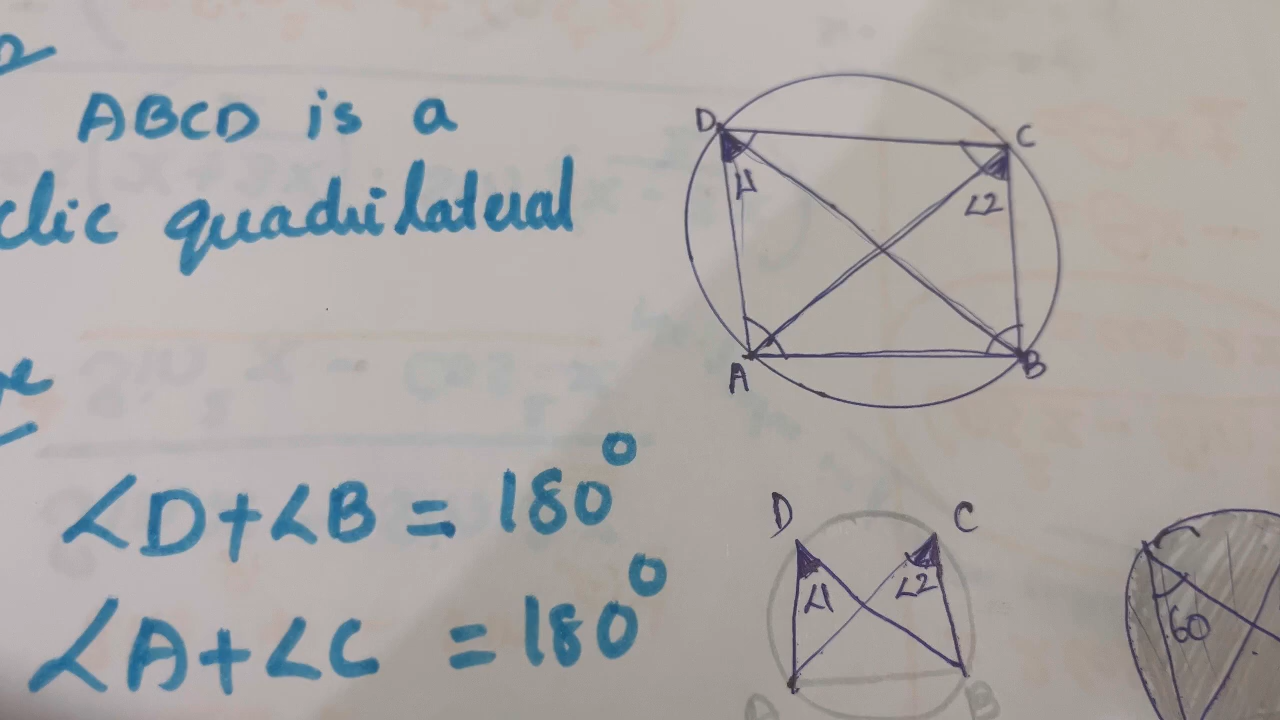 ABCD is a
clic quadrilateral
∠D+∠B = 180°
∠A+∠C = 180°
D
C
∠1
∠2
A
B
D
C
∠1
∠2
B
60